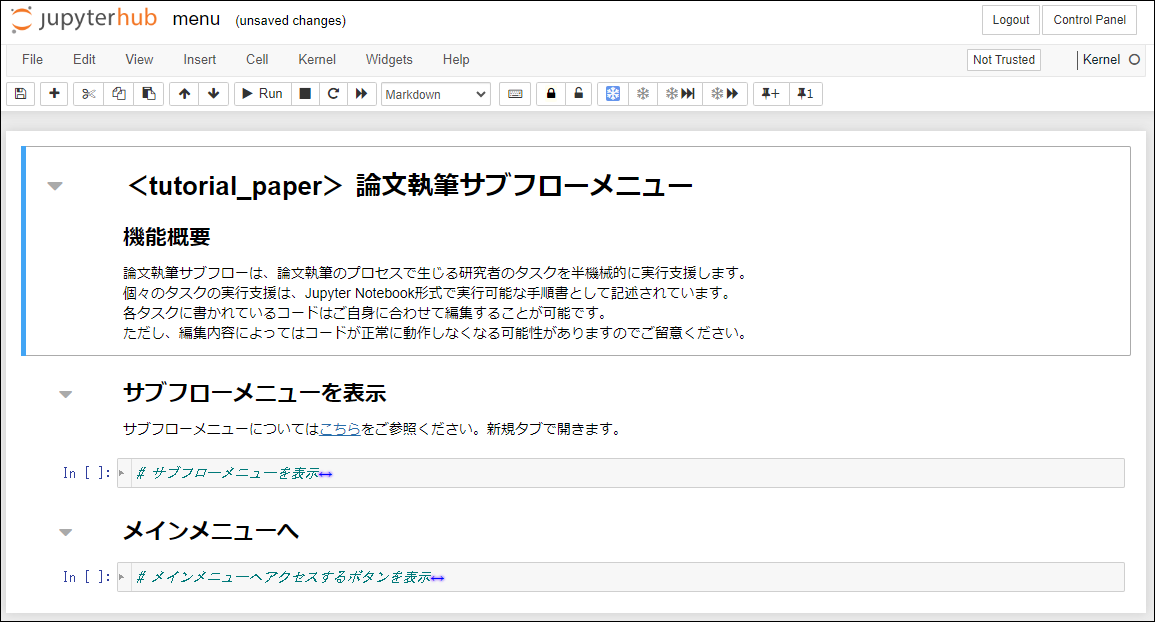 jupyterhub menu (unsaved changes) Logout Control Panel
File Edit View Insert Cell Kernel Widgets Help Not Trusted Kernel
Run Markdown + 1
＜tutorial_paper＞ 論文執筆サブフローメニュー
機能概要
論文執筆サブフローは、論文執筆のプロセスで生じる研究者のタスクを半機械的に実行支援します。
個々のタスクの実行支援は、Jupyter Notebook形式で実行可能な手順書として記述されています。
各タスクに書かれているコードはご自身に合わせて編集することが可能です。
ただし、編集内容によってはコードが正常に動作しなくなる可能性がありますのでご留意ください。
サブフローメニューを表示
サブフローメニューについてはこちらをご参照ください。新規タブで開きます。
In [ ]: # サブフローメニューを表示↔
メインメニューへ
In [ ]: # メインメニューへアクセスするボタンを表示↔